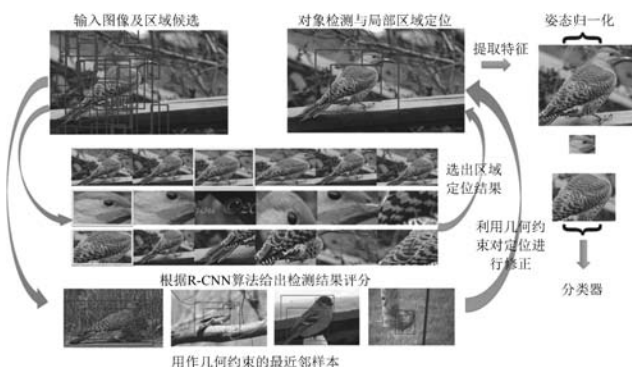 输入图像及区域候选
对象检测与局部区域定位
姿态归一化
提取特征
选出区域
定位结果
利用几何约
束对定位进
行修正
根据R-CNN算法给出检测结果评分
分类器
用作几何约束的最近邻样本